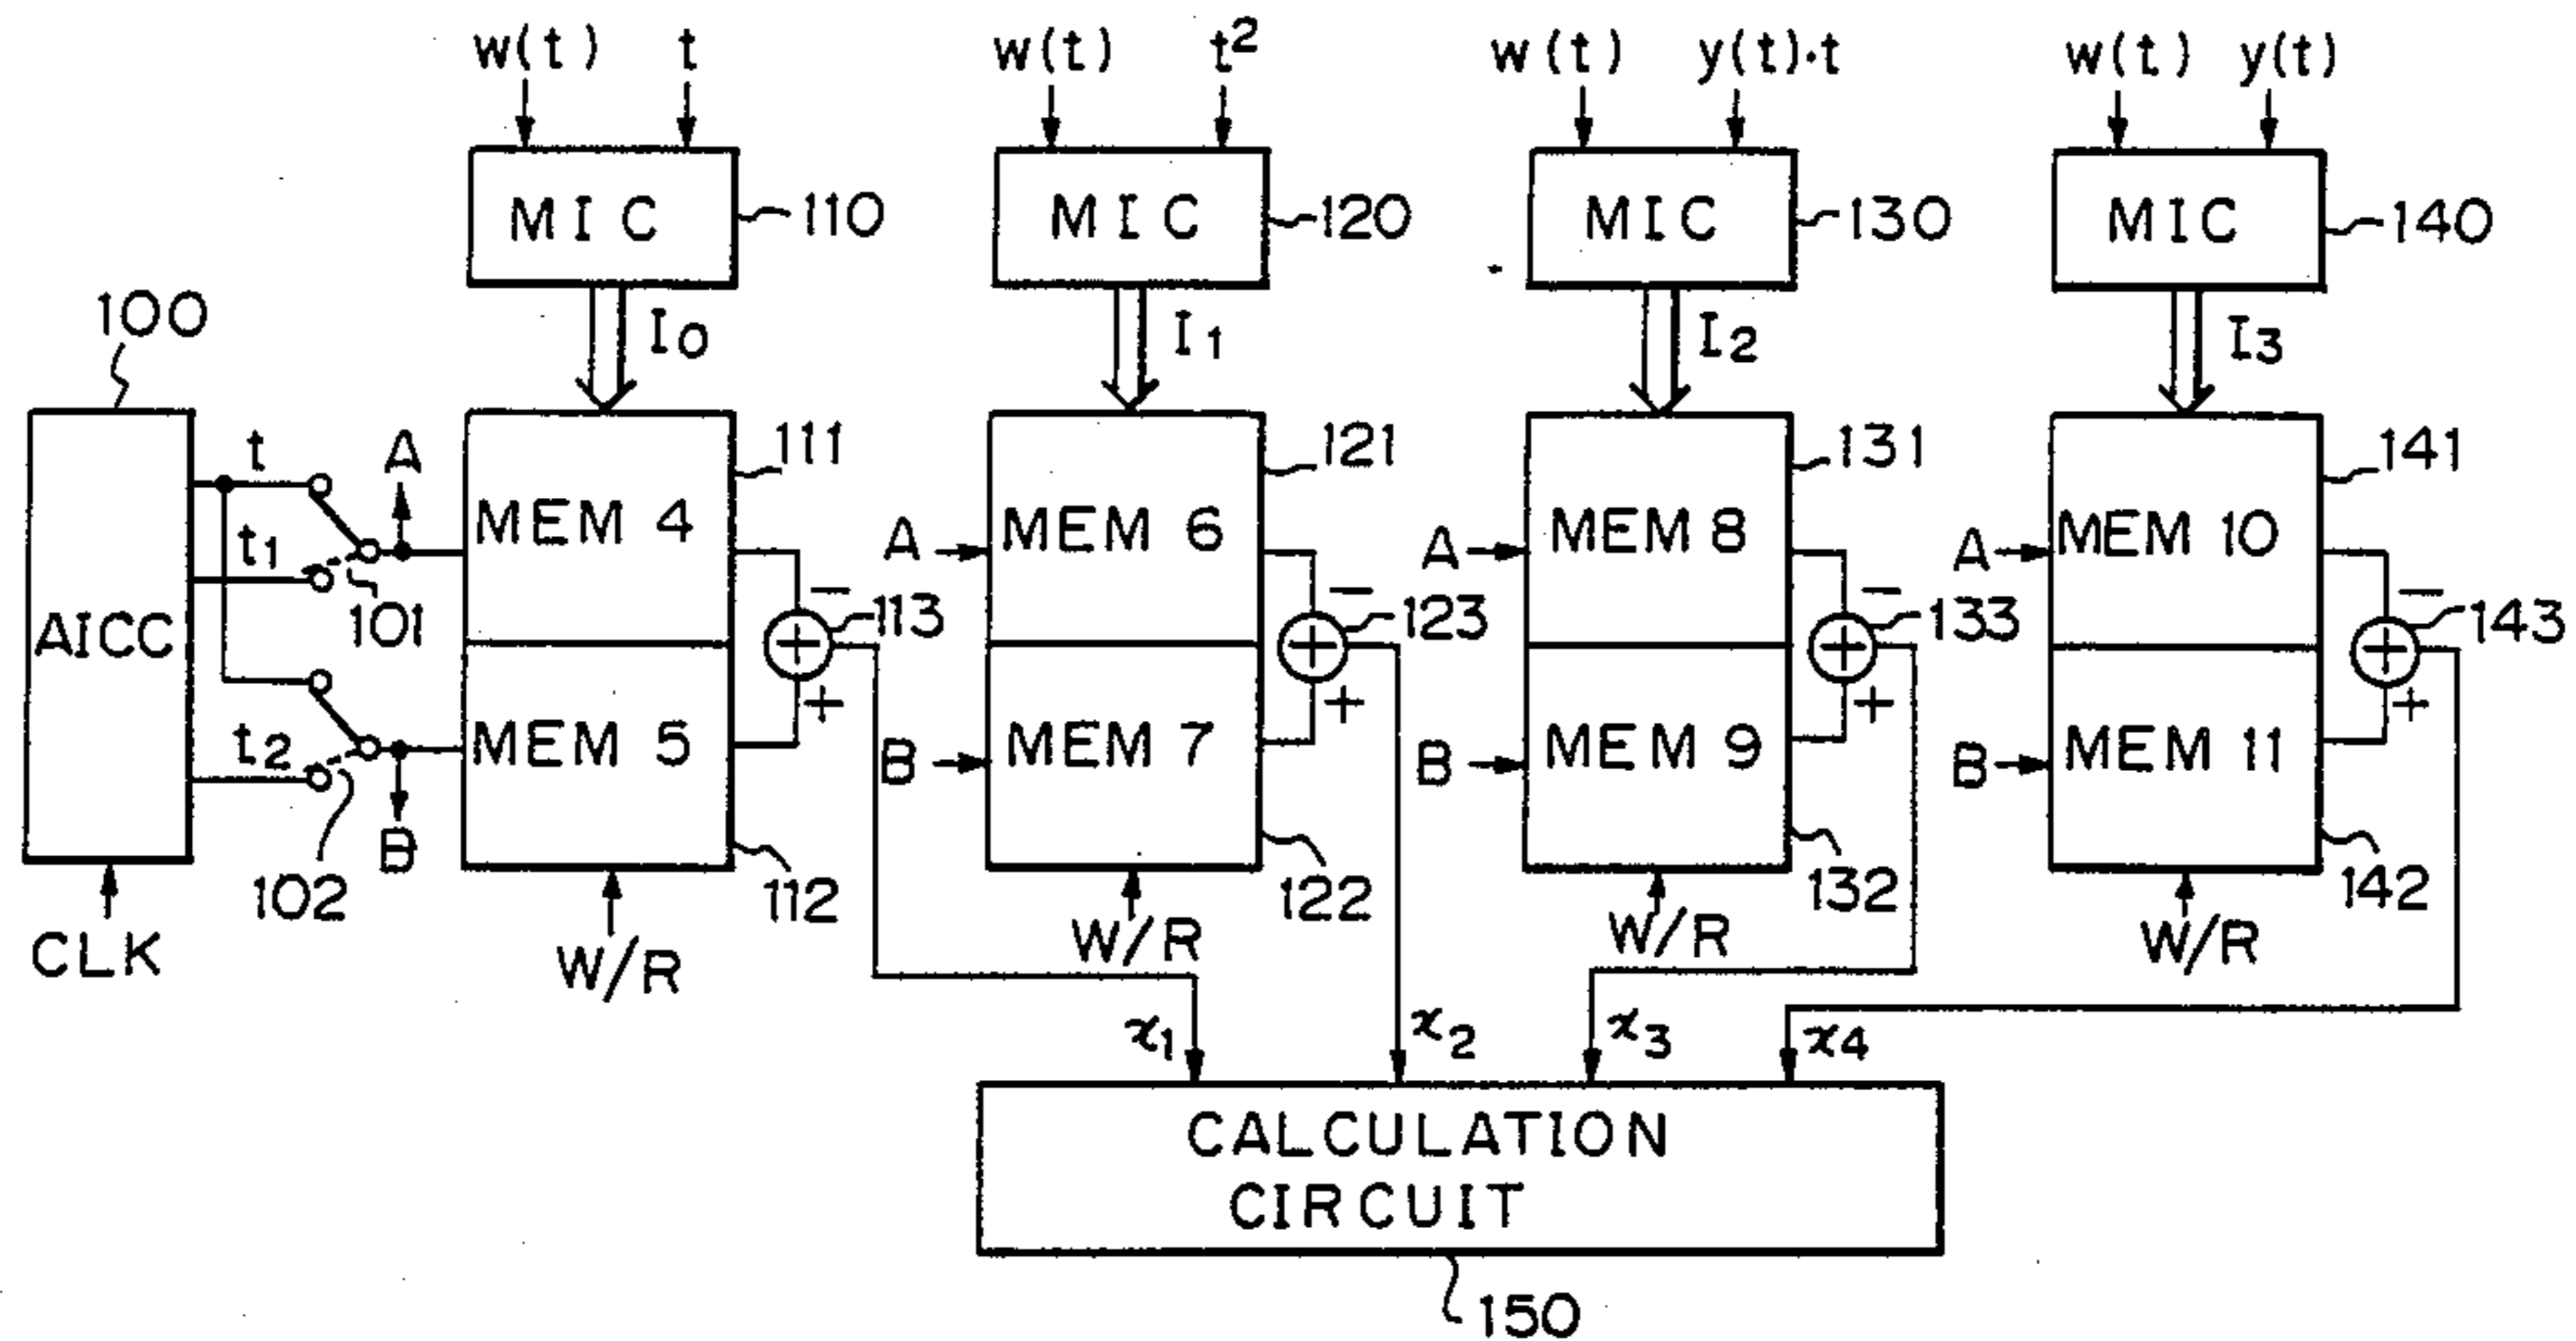 w(t) t w(t) t² w(t) y(t)·t w(t) y(t)
MIC 110 MIC 120 MIC 130 MIC 140
100 I0 I1 I2 I3
t A 111 121 131 141
MEM 4 MEM 6 MEM 8 MEM 10
t1 A A A
AICC 101 − 113 − 123 − 133 − 143
+ + + +
+ + + +
t2 MEM 5 B MEM 7 B MEM 9 B MEM 11
102 B 112 122 132 142
CLK W/R W/R W/R W/R
x1 x2 x3 x4
CALCULATION
CIRCUIT
150